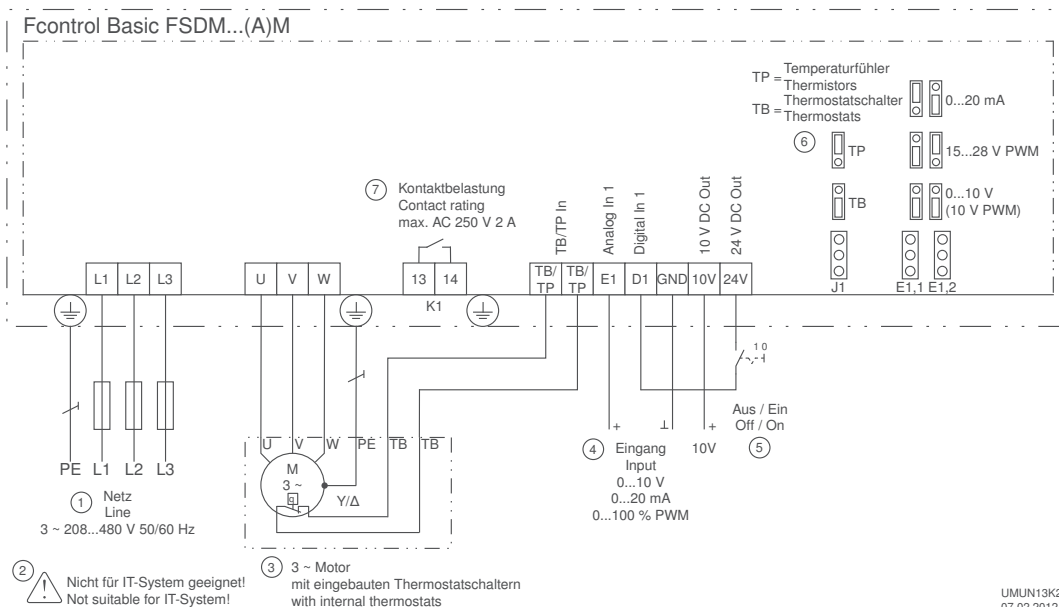 Fcontrol Basic FSDM...(A)M
TP =
Temperaturfühler
Thermistors
TB =
Thermostatschalter
Thermostats
0...20 mA
6
TP
15...28 V PWM
TB
0...10 V
(10 V PWM)
J1
E1,1 E1,2
7
Kontaktbelastung
Contact rating
max. AC 250 V 2 A
TB/TP In
Analog In 1
Digital In 1
10 V DC Out
24 V DC Out
L1 L2 L3
U V W
13 14
K1
TB/
TP
TB/
TP
E1 D1 GND 10V 24V
1 0
Aus / Ein
Off / On
5
+ ⊥ +
4
Eingang
Input
0...10 V
0...20 mA
0...100 % PWM
10V
U V W PE TB TB
M
3 ~
Y/Δ
PE L1 L2 L3
1
Netz
Line
3 ~ 208...480 V 50/60 Hz
2
Nicht für IT-System geeignet!
Not suitable for IT-System!
3
3 ~ Motor
mit eingebauten Thermostatschaltern
with internal thermostats
UMUN13K2